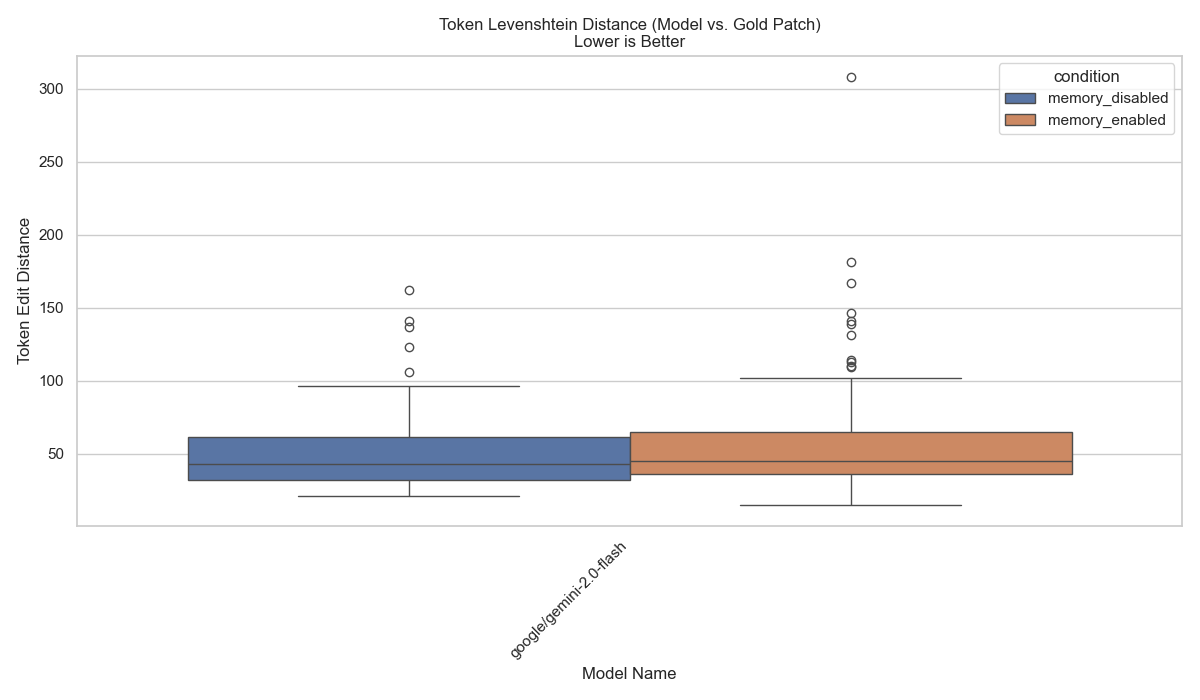 Token Levenshtein Distance (Model vs. Gold Patch)
Lower is Better
condition
memory_disabled
memory_enabled
Token Edit Distance
300
250
200
150
100
50
google/gemini-2.0-flash
Model Name